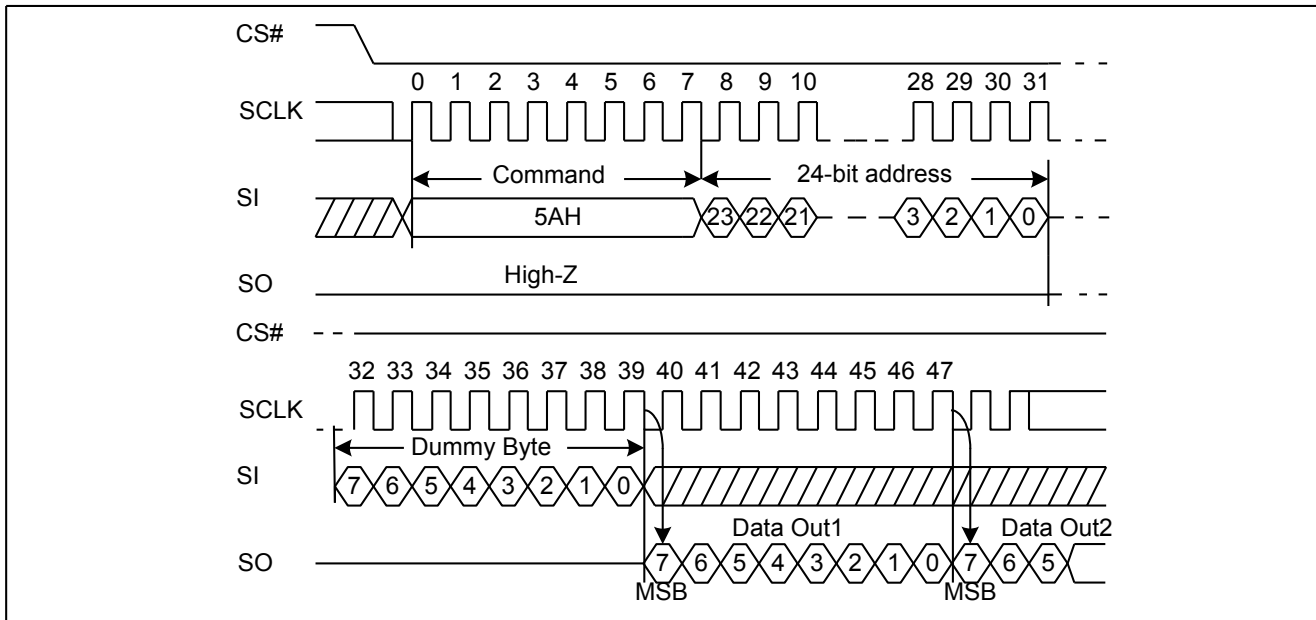 CS#
0 1 2 3 4 5 6 7 8 9 10 28 29 30 31
SCLK
Command 24-bit address
SI
5AH 23 22 21 3 2 1 0
High-Z
SO
CS#
32 33 34 35 36 37 38 39 40 41 42 43 44 45 46 47
SCLK
Dummy Byte
SI 7 6 5 4 3 2 1 0
Data Out1 Data Out2
SO 7 6 5 4 3 2 1 0 7 6 5
MSB MSB